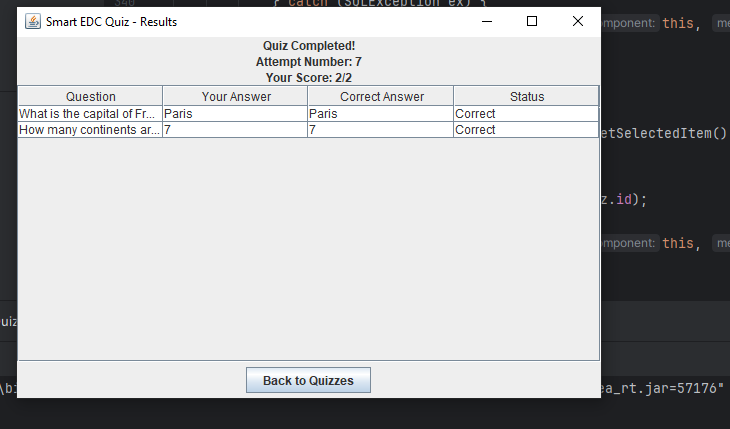 340 } catch (SQLException ex) {
Smart EDC Quiz - Results
omponent: this, me
Quiz Completed!
Attempt Number: 7
Your Score: 2/2
Question Your Answer Correct Answer Status
What is the capital of Fr... Paris Paris Correct
How many continents ar... 7 7 Correct
etSelectedItem()
z.id);
omponent: this, me
uiz
Back to Quizzes
\bi ea_rt.jar=57176"